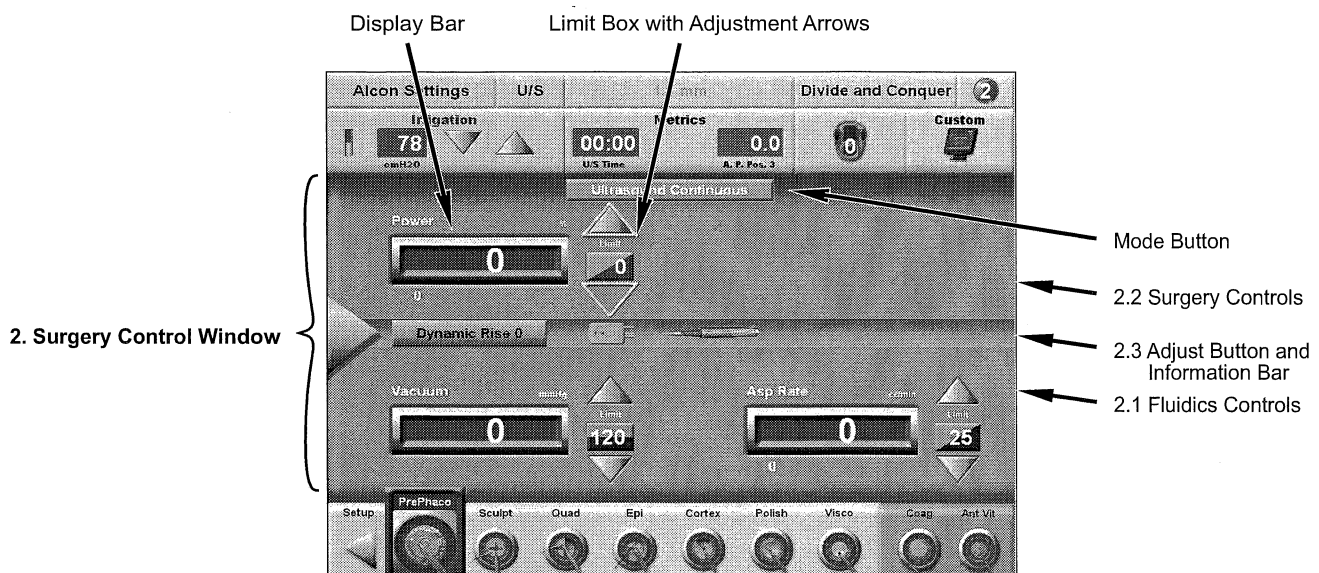 Display Bar
Limit Box with Adjustment Arrows
Alcon Settings
U/S
mm
Divide and Conquer
2
Irrigation
78
cmH2O
Metrics
00:00
U/S Time
0.0
A. P. Pos. 3
0
Custom
Ultrasound Continuous
Power
%
0
0
Limit
0
Mode Button
2.2 Surgery Controls
2. Surgery Control Window
Dynamic Rise 0
2.3 Adjust Button and
Information Bar
2.1 Fluidics Controls
Vacuum
mmHg
0
Limit
120
Asp Rate
cc/min
0
0
Limit
25
Setup
PrePhaco
Sculpt
Quad
Epi
Cortex
Polish
Visco
Coag
Ant Vit